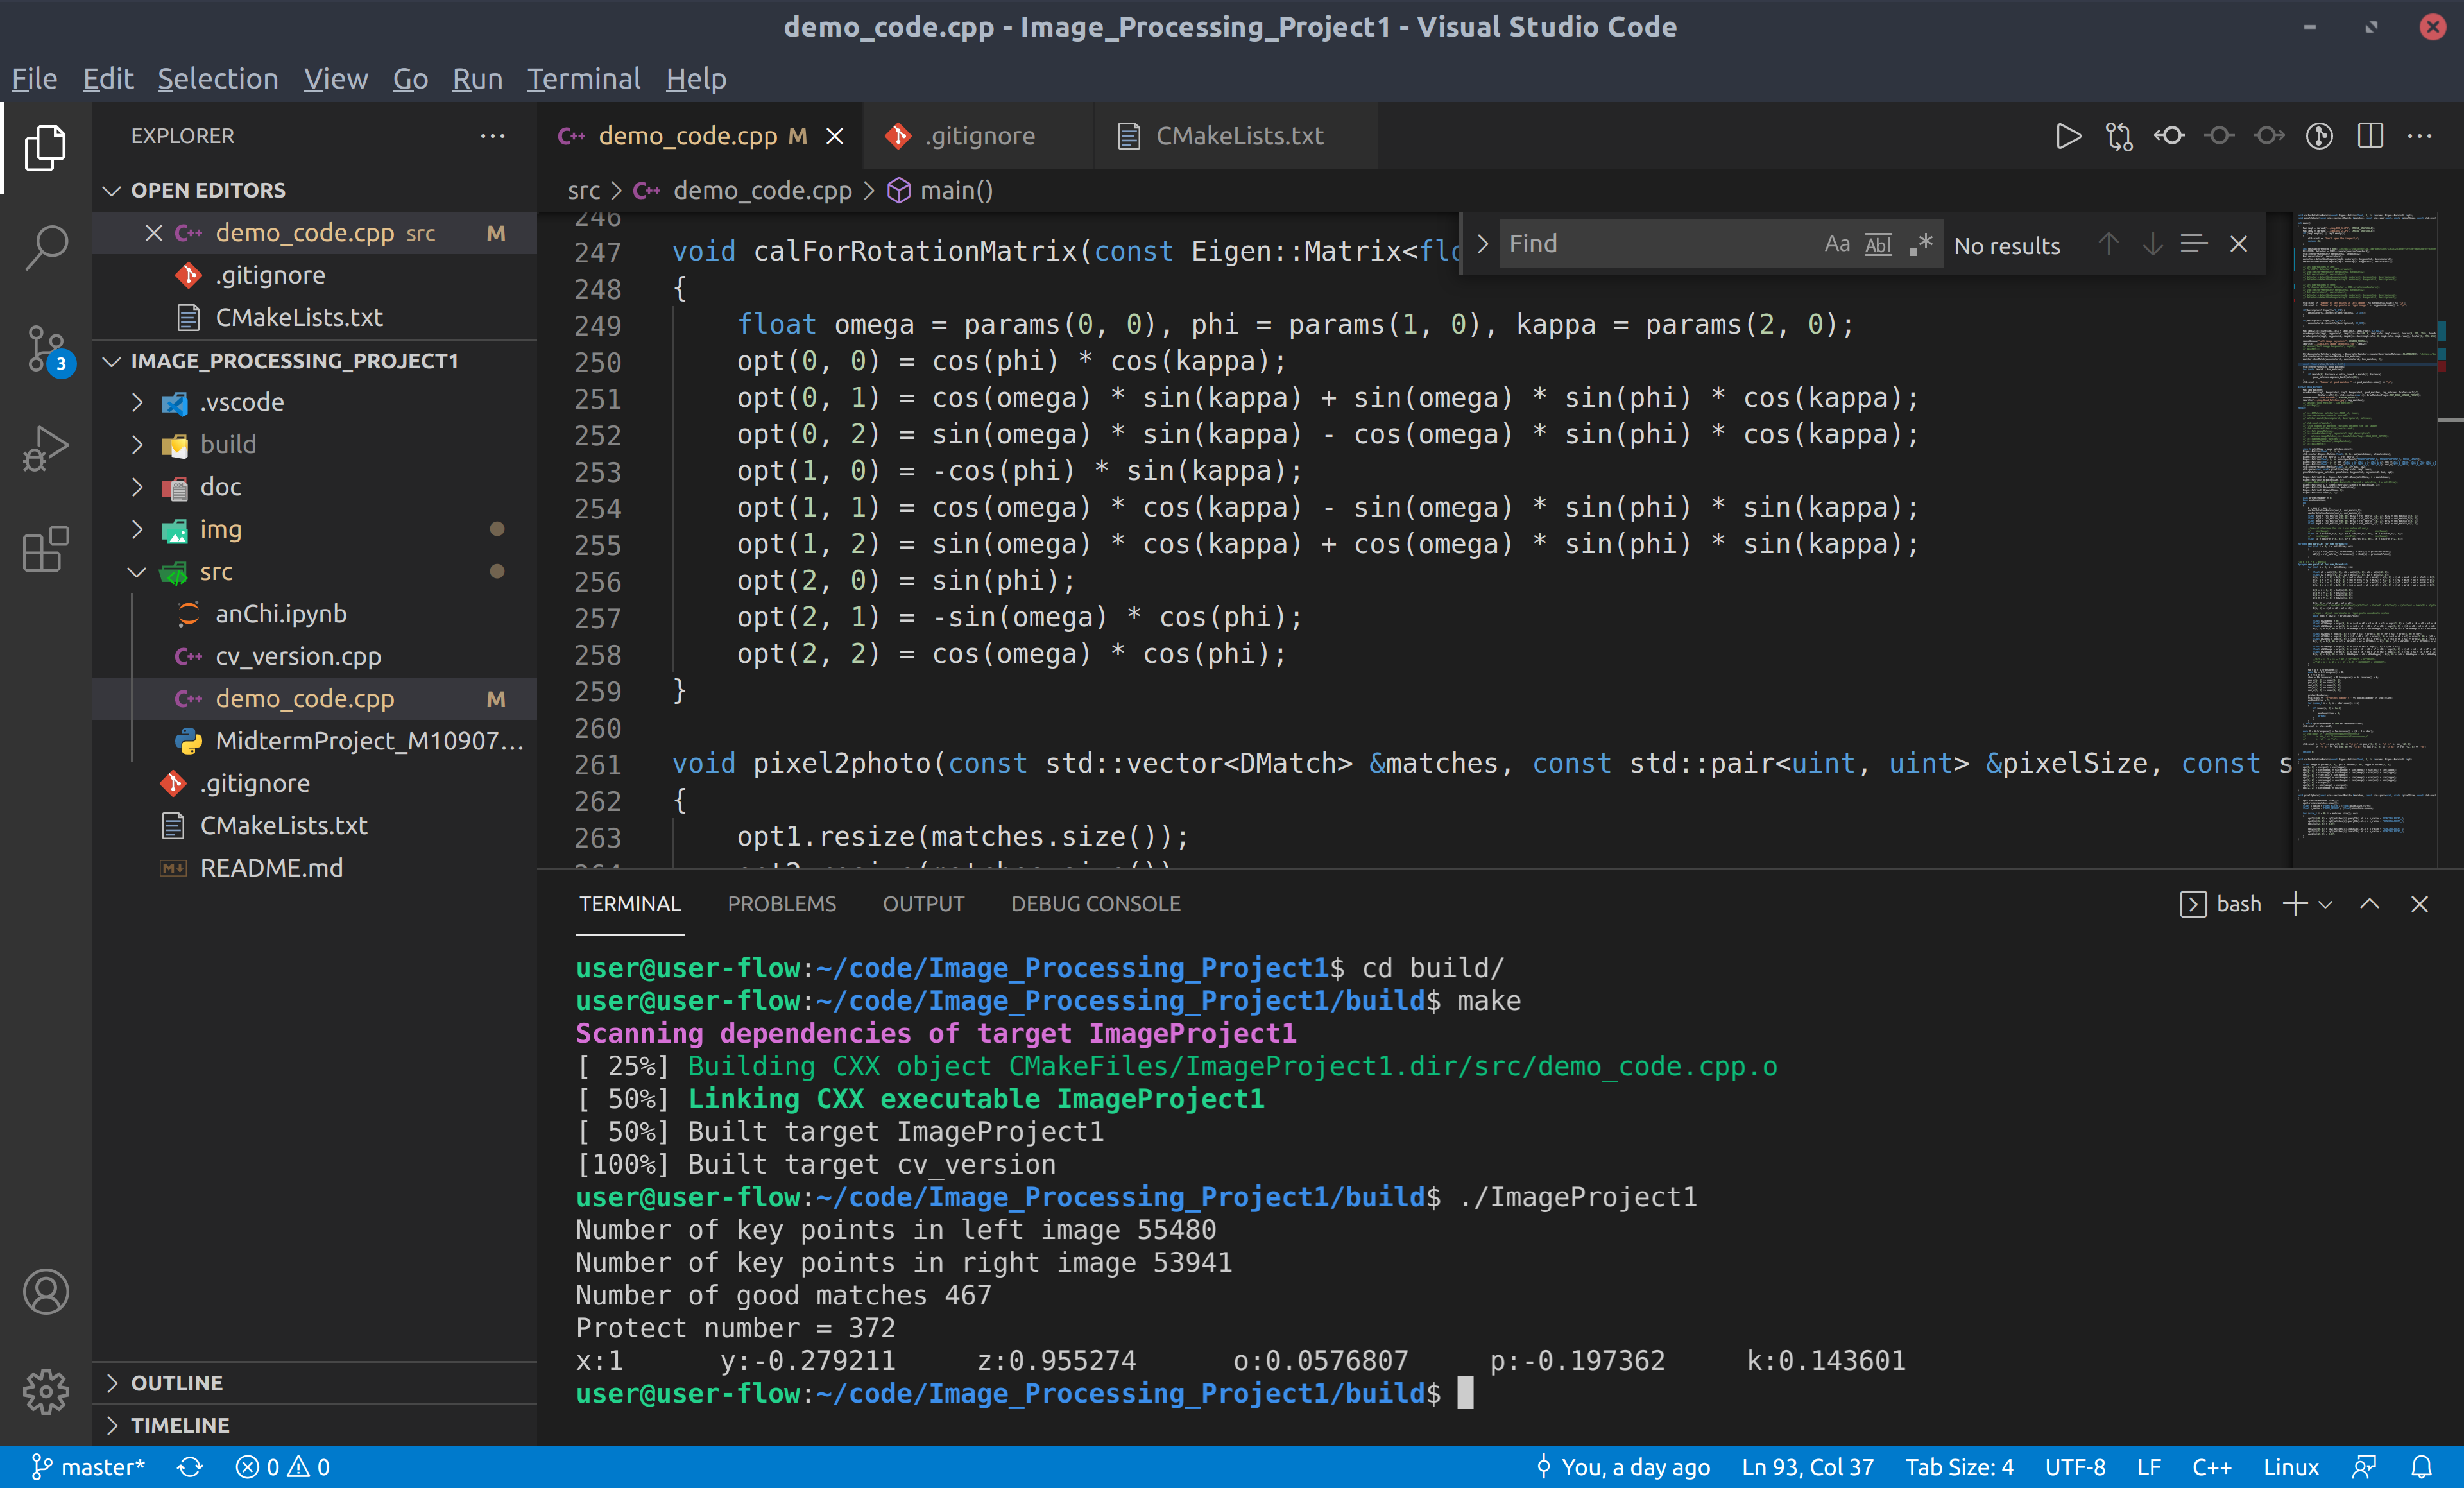 demo_code.cpp - Image_Processing_Project1 - Visual Studio Code
File Edit Selection View Go Run Terminal Help
EXPLORER
OPEN EDITORS
demo_code.cpp src M
.gitignore
CMakeLists.txt
3
IMAGE_PROCESSING_PROJECT1
.vscode
build
doc
img
src
anChi.ipynb
cv_version.cpp
demo_code.cpp M
MidtermProject_M10907...
.gitignore
CMakeLists.txt
README.md
OUTLINE
TIMELINE
demo_code.cpp M .gitignore CMakeLists.txt
src > demo_code.cpp > main()
Find Aa Abl .* No results
246
247 void calForRotationMatrix(const Eigen::Matrix<flo
248 {
249 float omega = params(0, 0), phi = params(1, 0), kappa = params(2, 0);
250 opt(0, 0) = cos(phi) * cos(kappa);
251 opt(0, 1) = cos(omega) * sin(kappa) + sin(omega) * sin(phi) * cos(kappa);
252 opt(0, 2) = sin(omega) * sin(kappa) - cos(omega) * sin(phi) * cos(kappa);
253 opt(1, 0) = -cos(phi) * sin(kappa);
254 opt(1, 1) = cos(omega) * cos(kappa) - sin(omega) * sin(phi) * sin(kappa);
255 opt(1, 2) = sin(omega) * cos(kappa) + cos(omega) * sin(phi) * sin(kappa);
256 opt(2, 0) = sin(phi);
257 opt(2, 1) = -sin(omega) * cos(phi);
258 opt(2, 2) = cos(omega) * cos(phi);
259 }
260
261 void pixel2photo(const std::vector<DMatch> &matches, const std::pair<uint, uint> &pixelSize, const s
262 {
263 opt1.resize(matches.size());
264 opt2.resize(matches.size());
TERMINAL PROBLEMS OUTPUT DEBUG CONSOLE bash
user@user-flow:~/code/Image_Processing_Project1$ cd build/
user@user-flow:~/code/Image_Processing_Project1/build$ make
Scanning dependencies of target ImageProject1
[ 25%] Building CXX object CMakeFiles/ImageProject1.dir/src/demo_code.cpp.o
[ 50%] Linking CXX executable ImageProject1
[ 50%] Built target ImageProject1
[100%] Built target cv_version
user@user-flow:~/code/Image_Processing_Project1/build$ ./ImageProject1
Number of key points in left image 55480
Number of key points in right image 53941
Number of good matches 467
Protect number = 372
x:1 y:-0.279211 z:0.955274 o:0.0576807 p:-0.197362 k:0.143601
user@user-flow:~/code/Image_Processing_Project1/build$
master* 0 0 You, a day ago Ln 93, Col 37 Tab Size: 4 UTF-8 LF C++ Linux